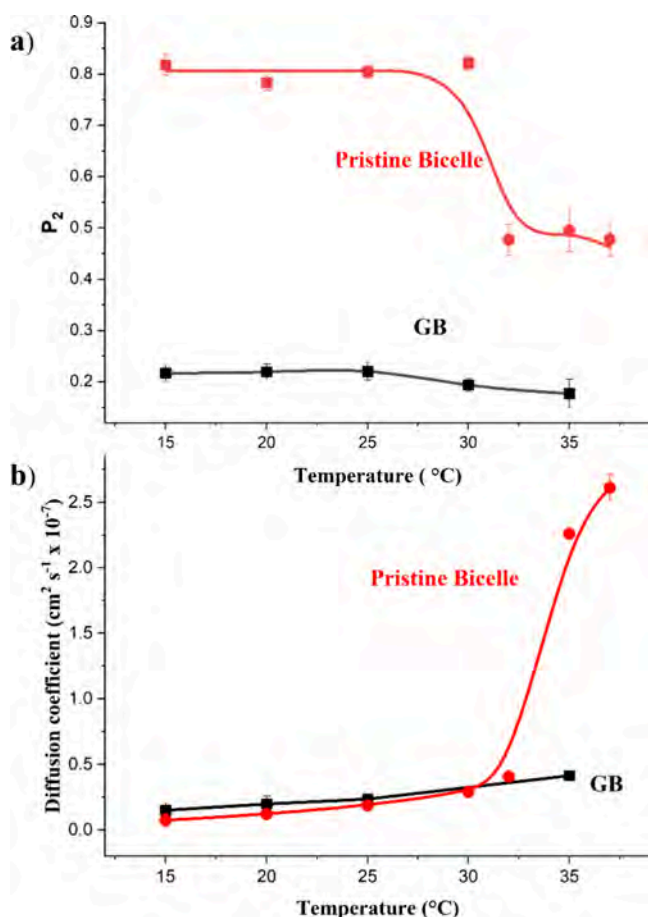 a)
0.9
0.8
0.7
0.6
0.5
0.4
0.3
0.2
P2
Pristine Bicelle
GB
15 20 25 30 35
Temperature ( °C)
b)
2.5
2.0
1.5
1.0
0.5
0.0
Diffusion coefficient (cm² s⁻¹ x 10⁻⁷)
Pristine Bicelle
GB
15 20 25 30 35
Temperature (°C)